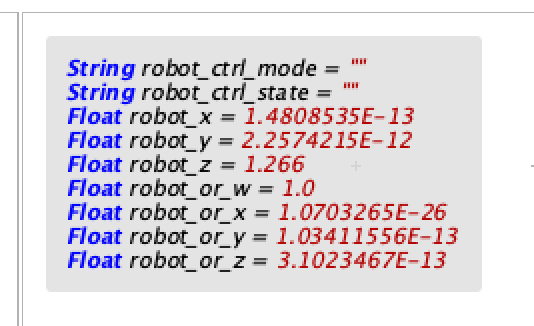 String robot_ctrl_mode = ""
String robot_ctrl_state = ""
Float robot_x = 1.4808535E-13
Float robot_y = 2.2574215E-12
Float robot_z = 1.266
Float robot_or_w = 1.0
Float robot_or_x = 1.0703265E-26
Float robot_or_y = 1.03411556E-13
Float robot_or_z = 3.1023467E-13